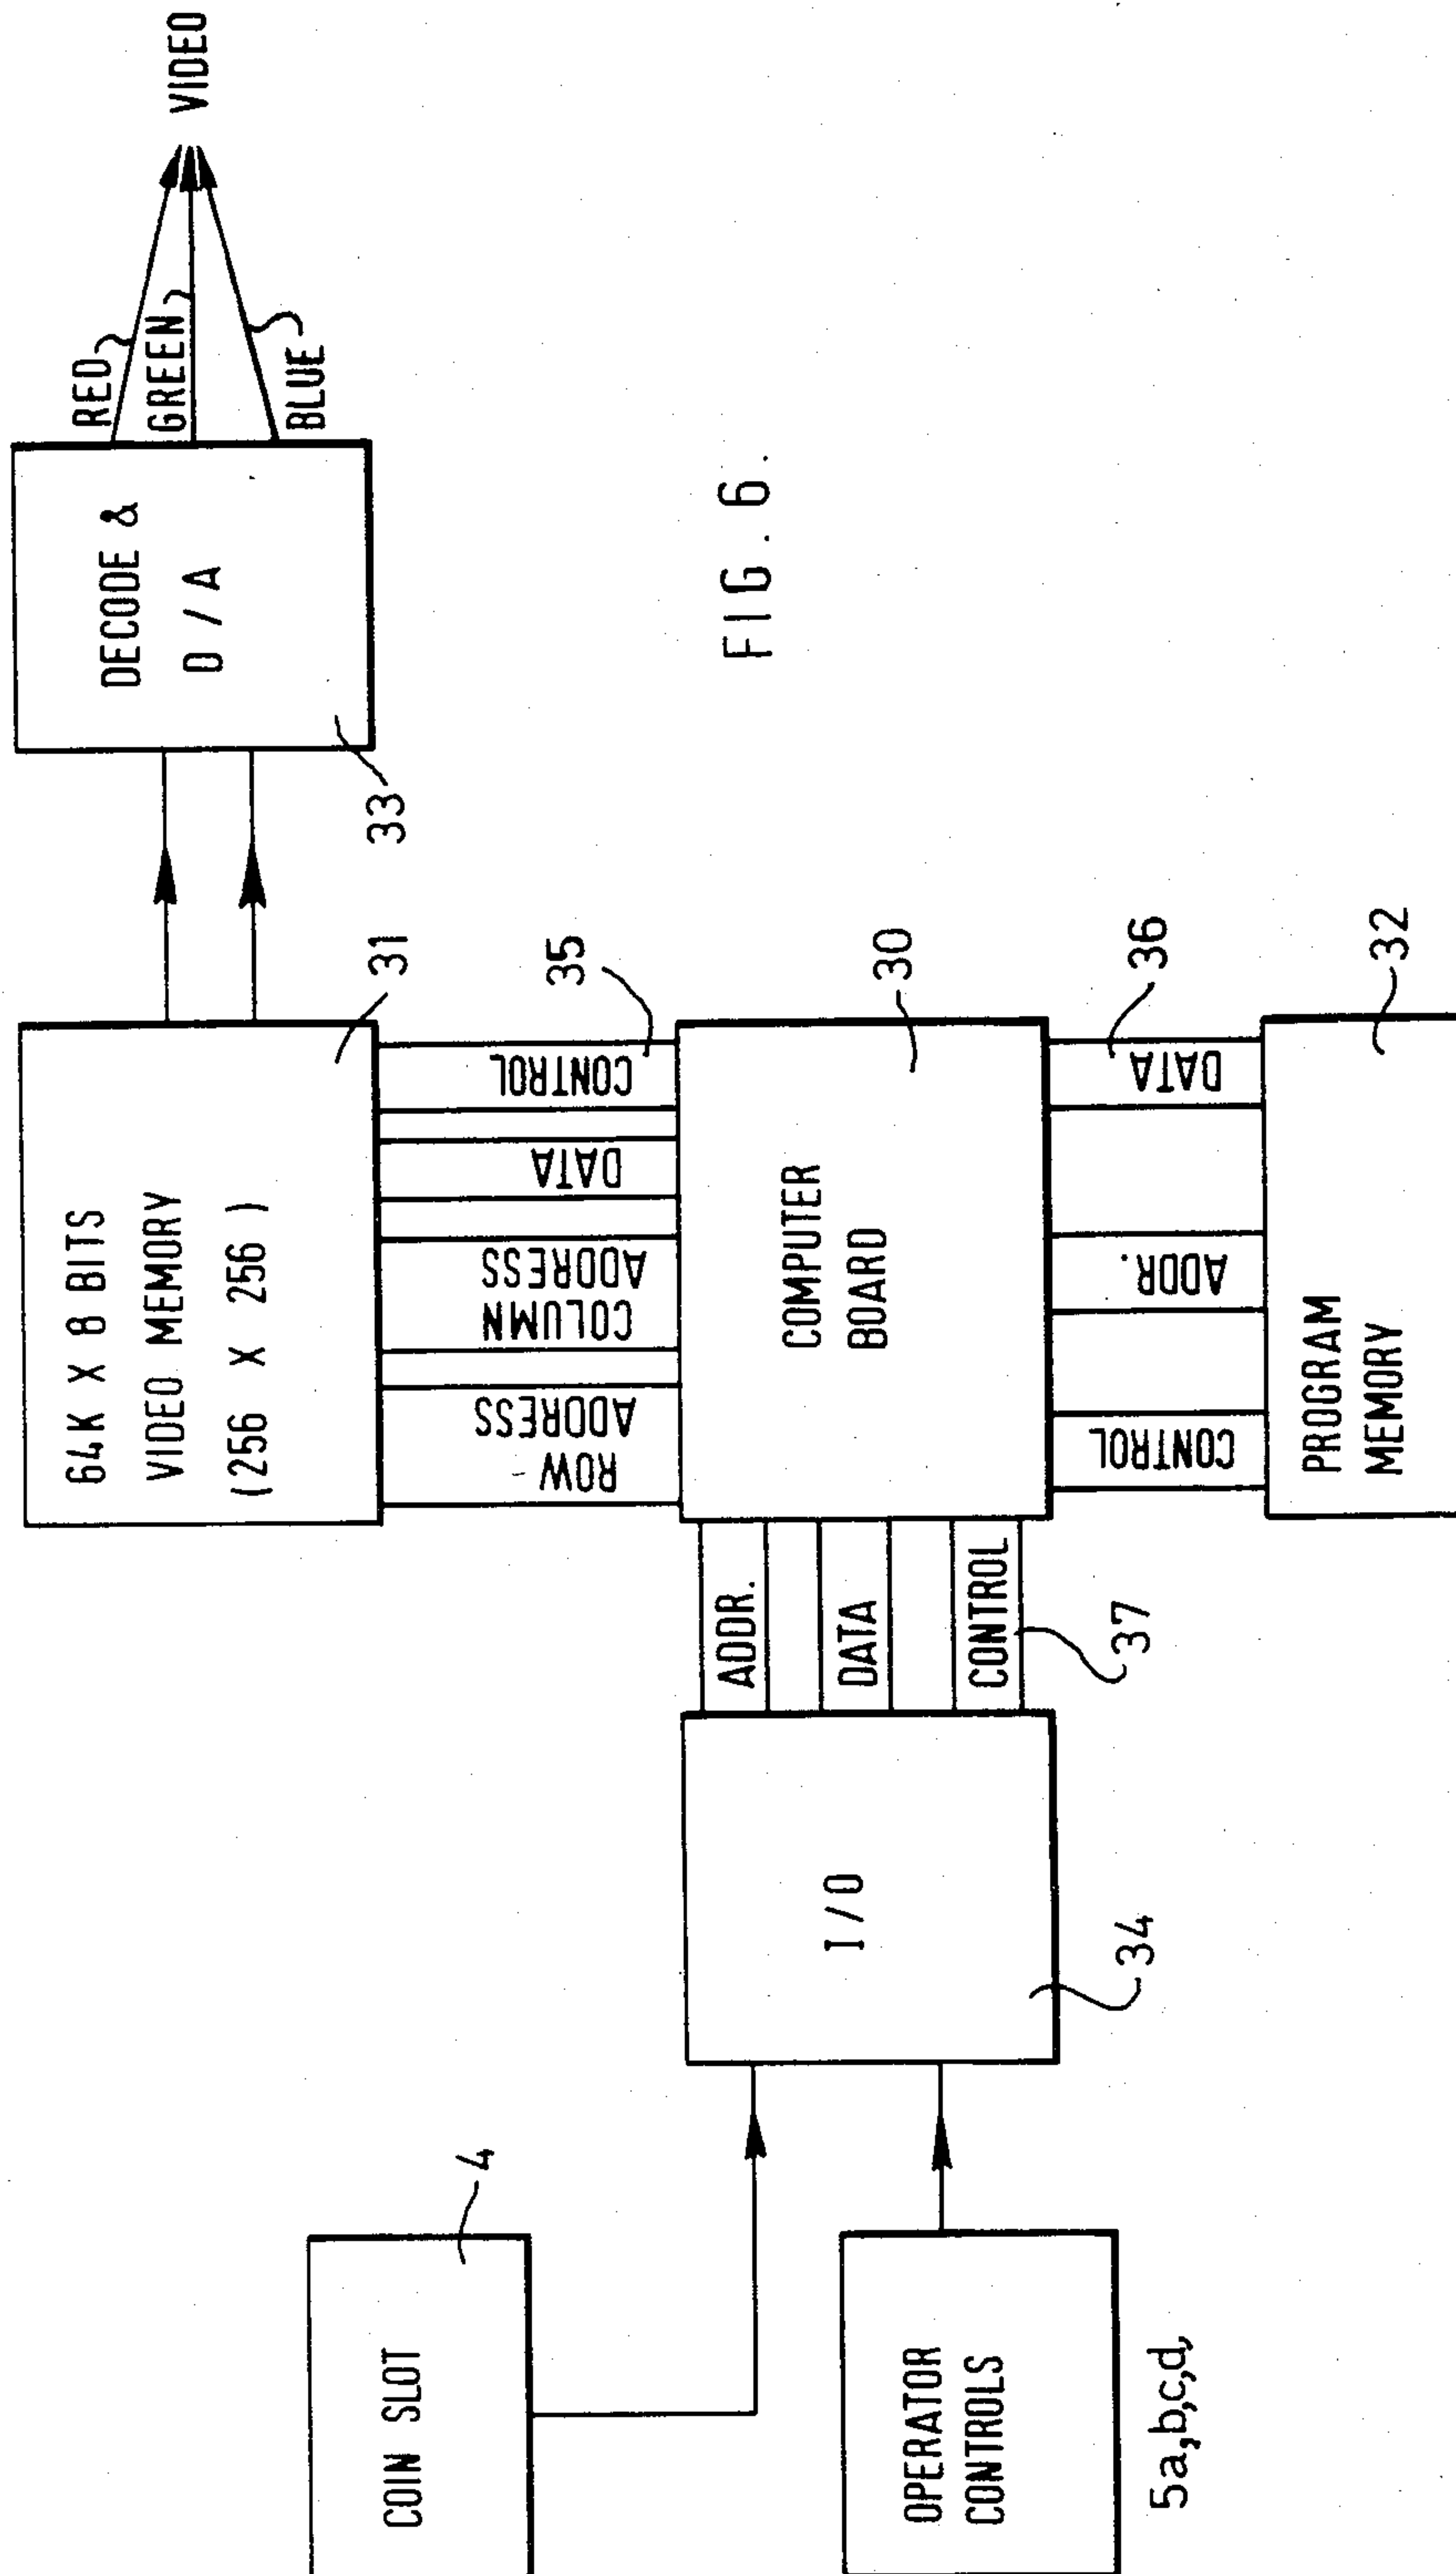 COIN SLOT
4
OPERATOR
CONTROLS
5a,b,c,d,
I/O
34
ADDR.
DATA
CONTROL
37
64K X 8 BITS
VIDEO MEMORY
(256 X 256)
31
ROW
ADDRESS
COLUMN
ADDRESS
DATA
CONTROL
35
COMPUTER
BOARD
30
CONTROL
ADDR.
DATA
36
PROGRAM
MEMORY
32
DECODE &
D/A
33
RED
GREEN
BLUE
VIDEO
FIG. 6.